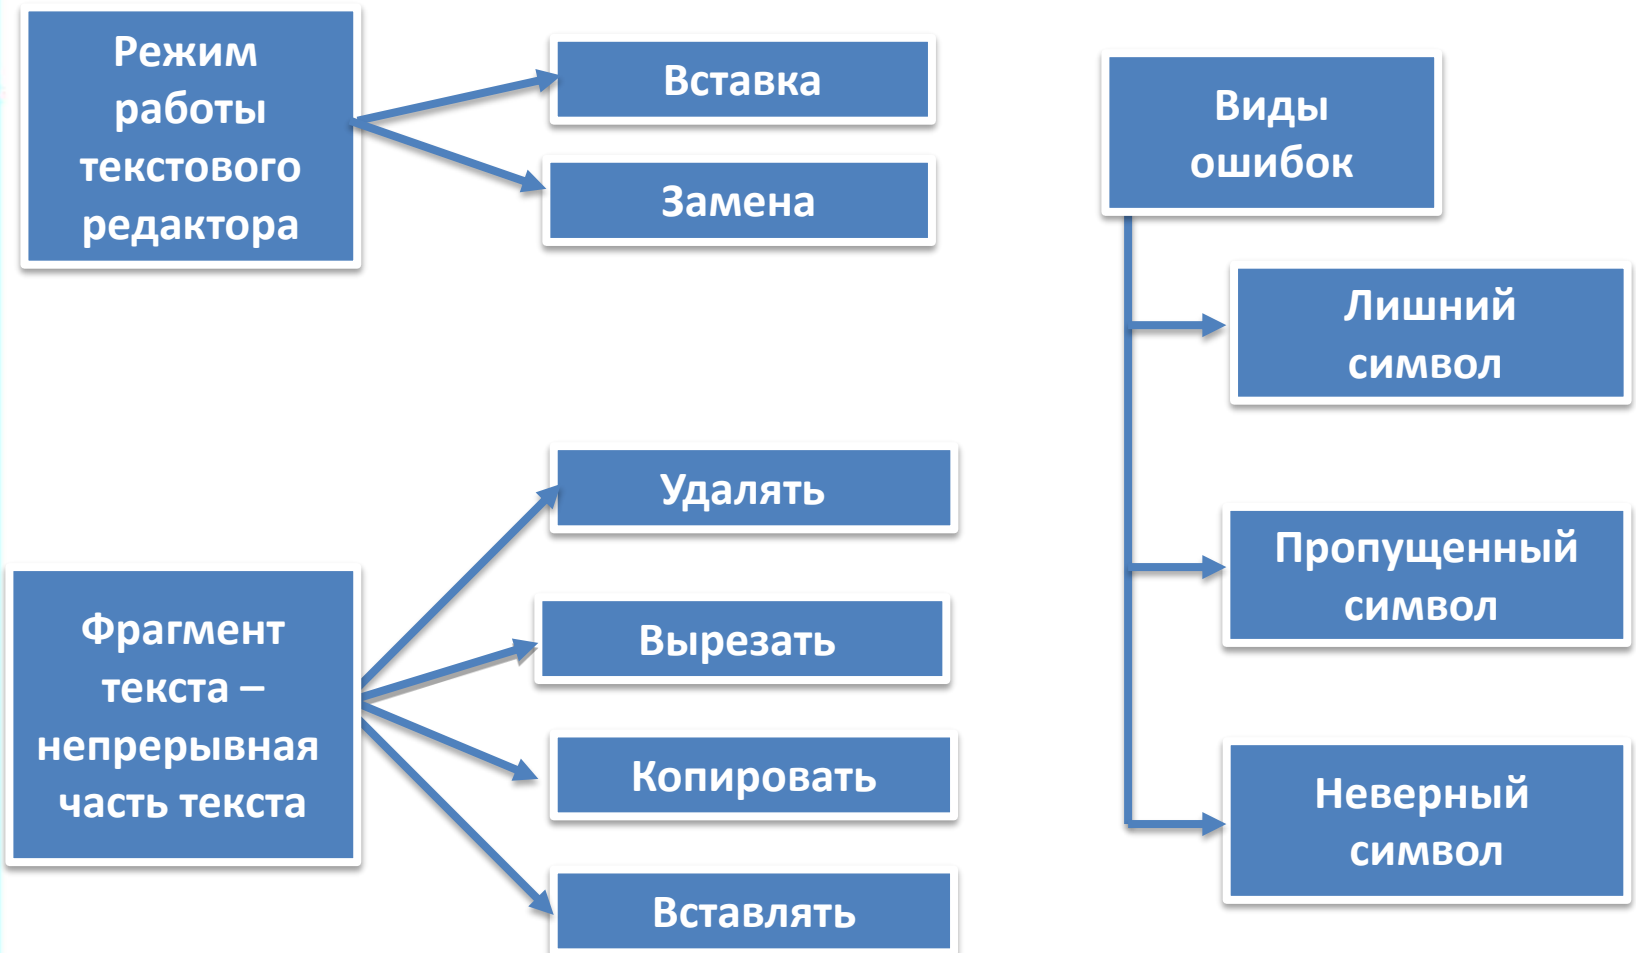 Режим
работы
текстового
редактора
Вставка
Замена
Виды
ошибок
Лишний
символ
Пропущенный
символ
Неверный
символ
Фрагмент
текста –
непрерывная
часть текста
Удалять
Вырезать
Копировать
Вставлять